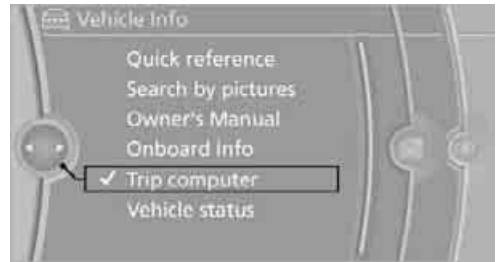 Vehicle Info
Quick reference
Search by pictures
Owner's Manual
Onboard info
✓ Trip computer
Vehicle status